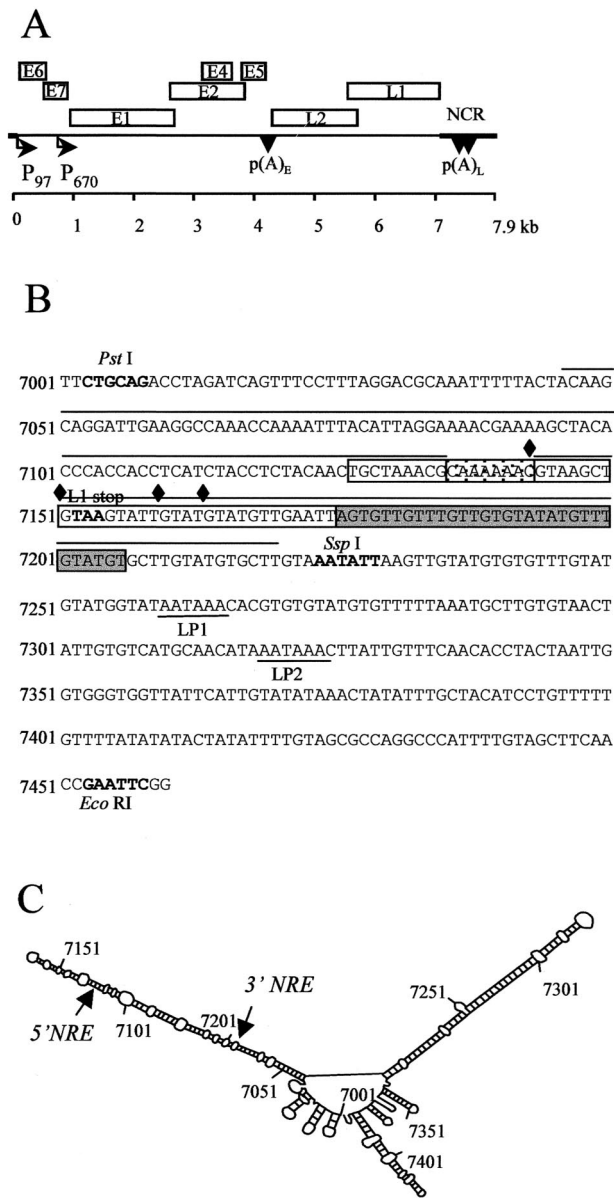 A
E6 E4 E5
E7 E2 L1
E1 L2 NCR
P97 P670 p(A)E p(A)L
0 1 2 3 4 5 6 7 7.9 kb
B
Pst I
7001 TTCTGCAGACCTAGATCAGTTTCCTTTAGGACGCAAATTTTTACTACAAG
7051 CAGGATTGAAGGCCAAACCAAAATTTACATTAGGAAAACGAAAAGCTACA
7101 CCCACCACCTCATCTACCTCTACAACTGCTAAACGCAAAAAACGTAAGCT
L1 stop
7151 GTAAGTATTGTATGTATGTTGAATTAGTGTTGTTTGTTGTGTATATGTTT
Ssp I
7201 GTATGTGCTTGTATGTGCTTGTAAATATTAAGTTGTATGTGTGTTTGTAT
7251 GTATGGTATAATAAACACGTGTGTATGTGTTTTTAAATGCTTGTGTAACT
LP1
7301 ATTGTGTCATGCAACATAAATAAACTTATTGTTTCAACACCTACTAATTG
LP2
7351 GTGGGTGGTTATTCATTGTATATAAACTATATTTGCTACATCCTGTTTTT
7401 GTTTTATATATACTATATTTTGTAGCGCCAGGCCCATTTTGTAGCTTCAA
7451 CCGAATTCGG
Eco RI
C
7151
5'NRE
7101
7201
3' NRE
7051
7001
7251
7301
7351
7401